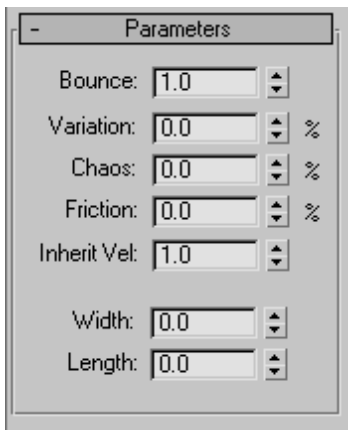 - Parameters
Bounce: 1.0
Variation: 0.0 %
Chaos: 0.0 %
Friction: 0.0 %
Inherit Vel: 1.0
Width: 0.0
Length: 0.0